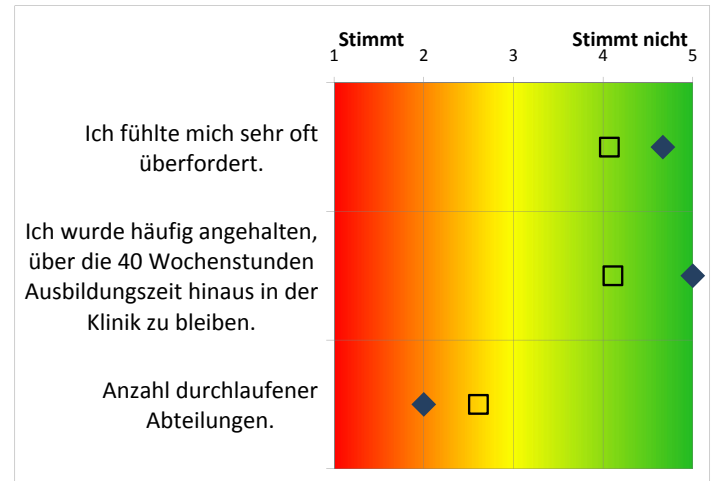 Stimmt Stimmt nicht
1 2 3 4 5
Ich fühlte mich sehr oft
überfordert.
Ich wurde häufig angehalten,
über die 40 Wochenstunden
Ausbildungszeit hinaus in der
Klinik zu bleiben.
Anzahl durchlaufener
Abteilungen.